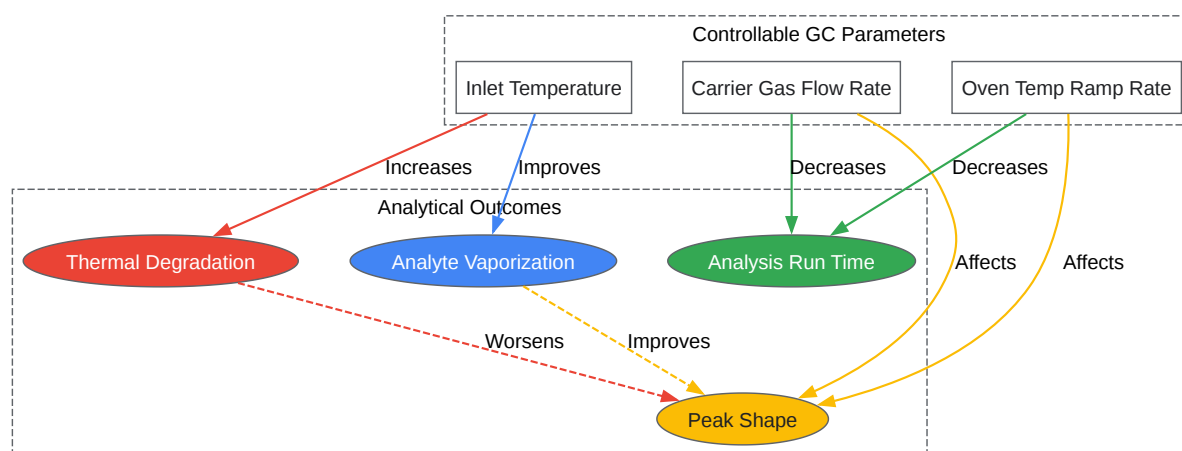 Controllable GC Parameters
Inlet Temperature
Carrier Gas Flow Rate
Oven Temp Ramp Rate
Increases
Improves
Decreases
Decreases
Analytical Outcomes
Thermal Degradation
Analyte Vaporization
Analysis Run Time
Affects
Affects
Worsens
Improves
Peak Shape